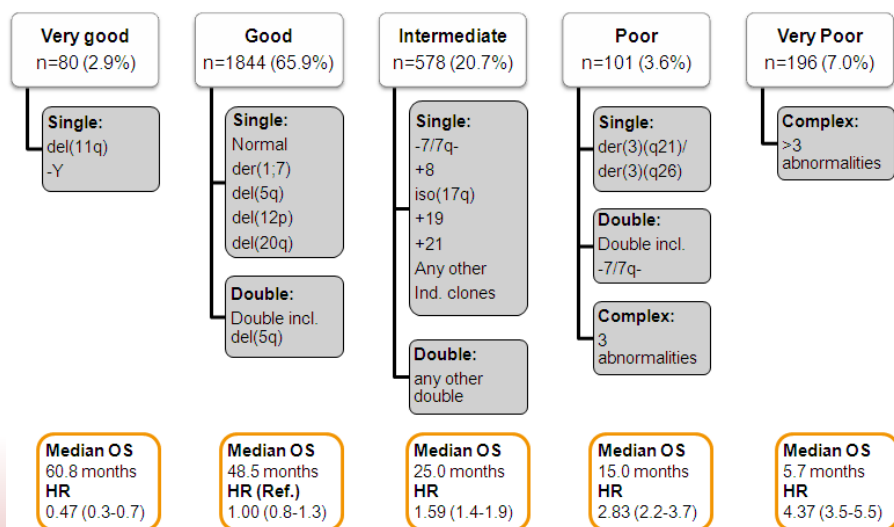 Very good
n=80 (2.9%)
Single:
del(11q)
-Y
Median OS
60.8 months
HR
0.47 (0.3-0.7)
Good
n=1844 (65.9%)
Single:
Normal
der(1;7)
del(5q)
del(12p)
del(20q)
Double:
Double incl.
del(5q)
Median OS
48.5 months
HR (Ref.)
1.00 (0.8-1.3)
Intermediate
n=578 (20.7%)
Single:
-7/7q-
+8
iso(17q)
+19
+21
Any other
Ind. clones
Double:
any other
double
Median OS
25.0 months
HR
1.59 (1.4-1.9)
Poor
n=101 (3.6%)
Single:
der(3)(q21)/
der(3)(q26)
Double:
Double incl.
-7/7q-
Complex:
3
abnormalities
Median OS
15.0 months
HR
2.83 (2.2-3.7)
Very Poor
n=196 (7.0%)
Complex:
>3
abnormalities
Median OS
5.7 months
HR
4.37 (3.5-5.5)